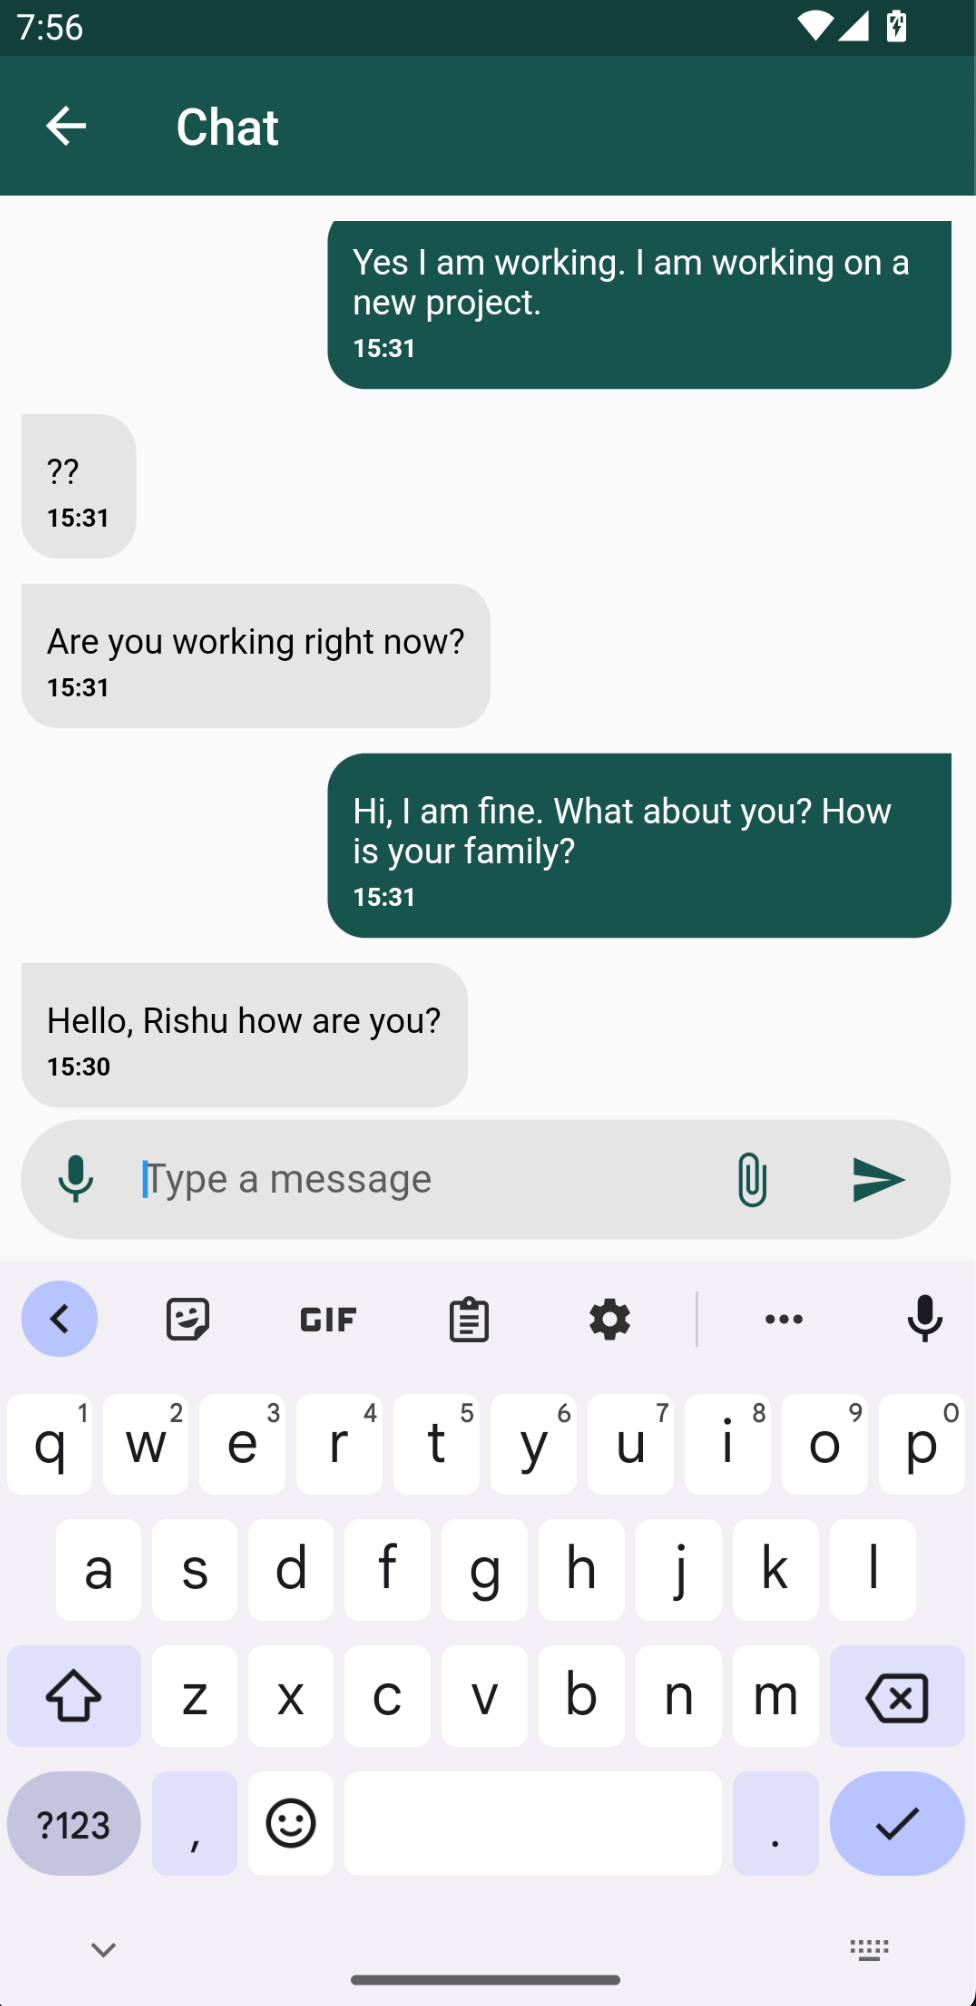 7:56
Chat
Yes I am working. I am working on a
new project.
15:31
??
15:31
Are you working right now?
15:31
Hi, I am fine. What about you? How
is your family?
15:31
Hello, Rishu how are you?
15:30
Type a message
GIF
1 2 3 4 5 6 7 8 9 0
q w e r t y u i o p
a s d f g h j k l
z x c v b n m
?123 , .